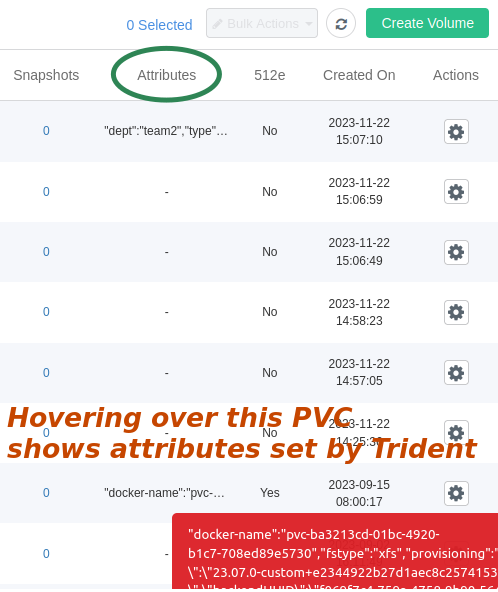 0 Selected Bulk Actions Create Volume
Snapshots Attributes 512e Created On Actions
0 "dept":"team2","type"… No 2023-11-22
15:07:10
0 - No 2023-11-22
15:06:59
0 - No 2023-11-22
15:06:49
0 - No 2023-11-22
14:58:23
0 - No 2023-11-22
14:57:05
Hovering over this PVC
shows attributes set by Trident
0 - No 2023-11-22
0 "docker-name":"pvc-… Yes 2023-09-15
08:00:17
0 -
"docker-name":"pvc-ba3213cd-01bc-4920-
b1c7-708ed89e5730","fstype":"xfs","provisioning":"
\":\"23.07.0-custom+e2344922b27d1aec8c2574153